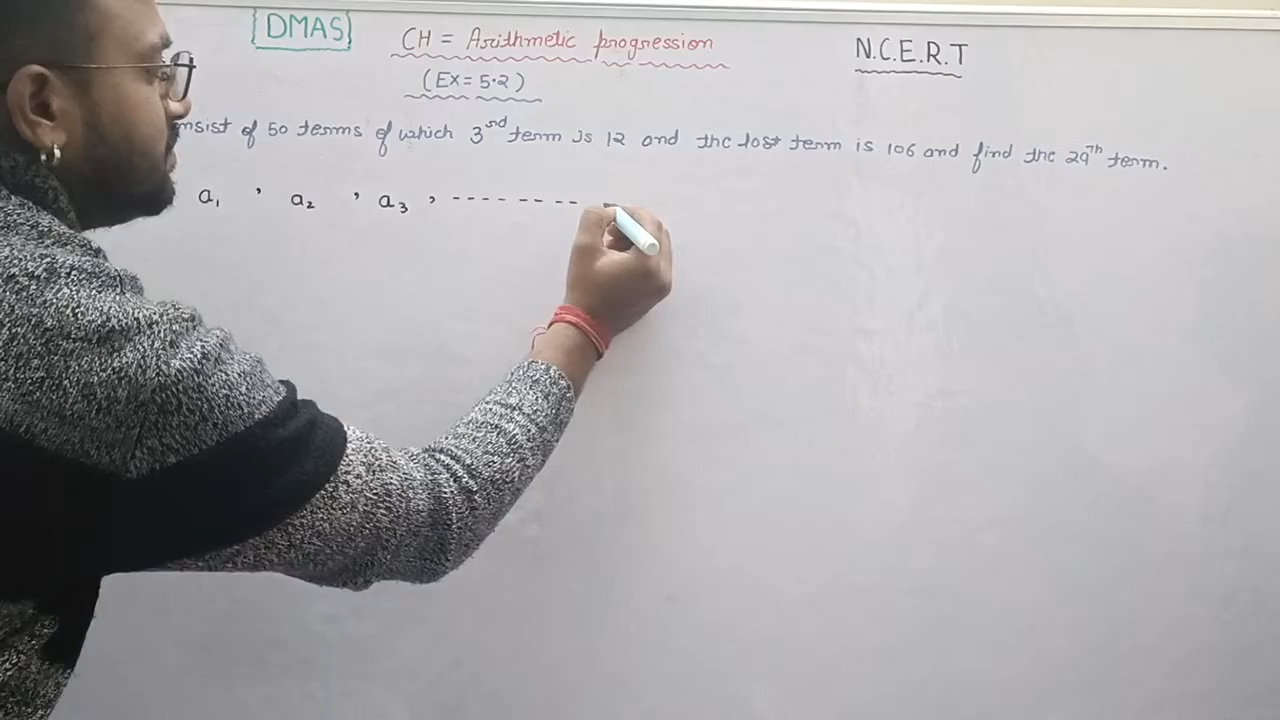 [DMAS]
CH = Arithmetic progression
N.C.E.R.T
(Ex = 5.2)
of 50 terms of which 3rd term is 12 and the last term is 106 and find the 29th term.
a1 , a2 , a3 , --------